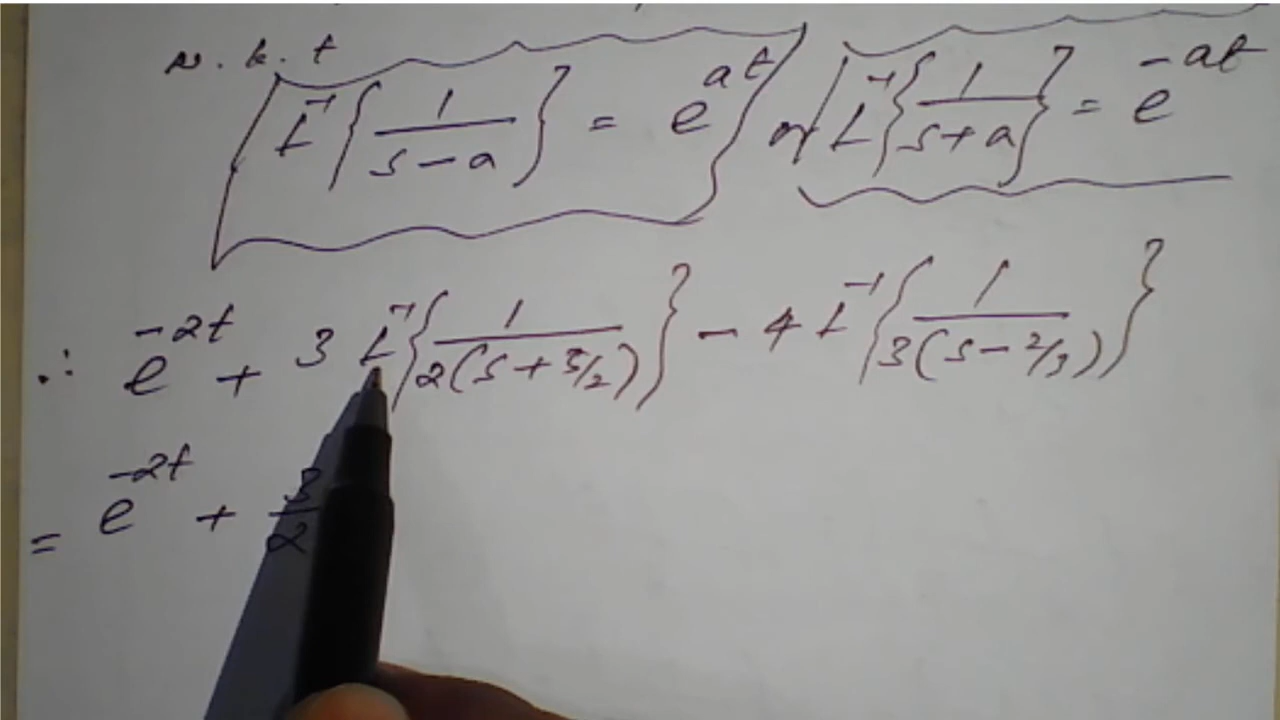 w.k.t
L⁻¹{1/(s-a)} = e^{at} or L⁻¹{1/(s+a)} = e^{-at}
∴ e^{-2t} + 3 L⁻¹{1/(2(s+5/2))} - 4 L⁻¹{1/(3(s-2/3))}
= e^{-2t} + 3/2